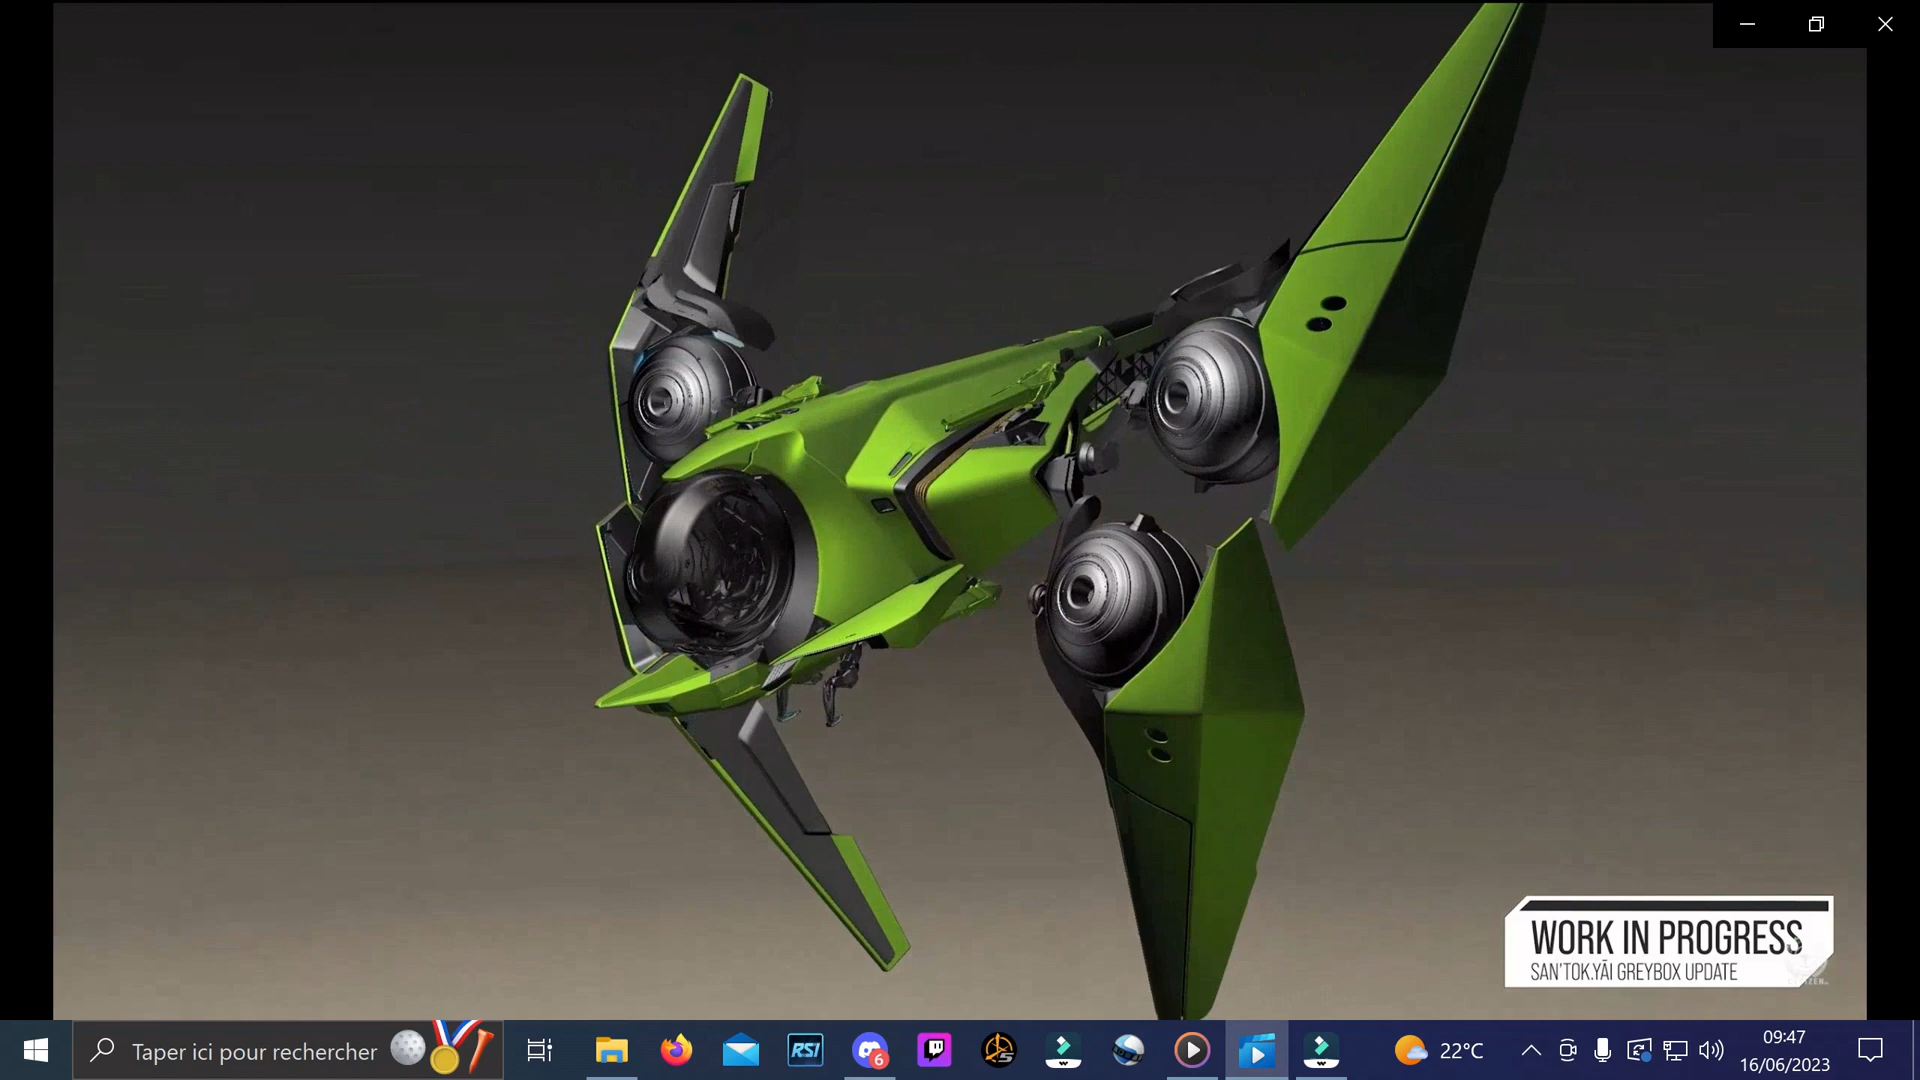 WORK IN PROGRESS
SAN'TOK.YĀI GREYBOX UPDATE
Taper ici pour rechercher
RSI
6
22°C
09:47
16/06/2023